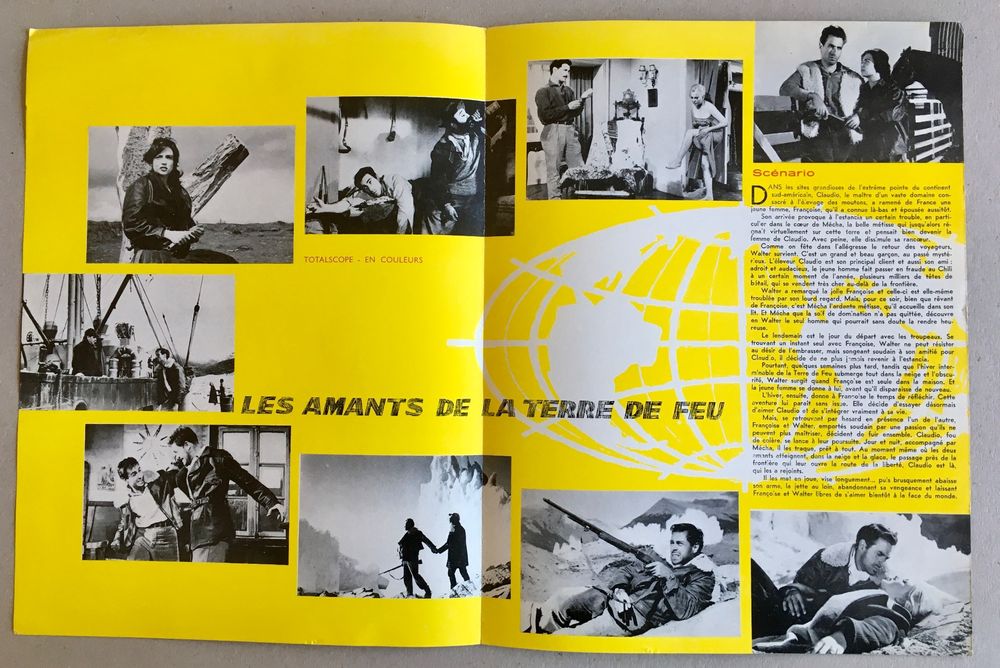 TOTALSCOPE - EN COULEURS
LES AMANTS DE LA TERRE DE FEU
Scénario
DANS les sites grandioses de l'extrême pointe du continent
sud-américain, Claudio, le maître d'un vaste domaine con-
sacré à l'élevage des moutons, a ramené de France une
jeune femme, Françoise, qu'il a connue là-bas et épousée aussitôt.
Son arrivée provoque à l'estancia un certain trouble, en parti-
culier dans le cœur de Mécha, la belle métisse qui jusqu'alors ré-
gnait virtuellement sur cette terre et pensait bien devenir la
femme de Claudio. Avec peine, elle dissimule sa rancœur.
Comme on fête dans l'allégresse le retour des voyageurs,
Walter survient. C'est un grand et beau garçon, au passé mysté-
rieux. L'éleveur Claudio est son principal client et aussi son ami :
adroit et audacieux, le jeune homme fait passer en fraude au Chili
à un certain moment de l'année, plusieurs milliers de têtes de
bétail, qui se vendent très cher au-delà de la frontière.
Walter a remarqué la jolie Françoise et celle-ci est elle-même
troublée par son lourd regard. Mais, pour ce soir, bien que rêvant
de Françoise, c'est Mécha l'ardente métisse, qu'il accueille dans son
lit. Et Mécha que la soif de domination n'a pas quittée, découvre
en Walter le seul homme qui pourrait sans doute la rendre heu-
reuse.
Le lendemain est le jour du départ avec les troupeaux. Se
trouvant un instant seul avec Françoise, Walter ne peut résister
au désir de l'embrasser, mais songeant soudain à son amitié pour
Claudio, il décide de ne plus jamais revenir à l'estancia.
Pourtant, quelques semaines plus tard, tandis que l'hiver inter-
minable de la Terre de Feu submerge tout dans la neige et l'obscu-
rité, Walter surgit quand Françoise est seule dans la maison. Et
la jeune femme se donne à lui, avant qu'il disparaisse de nouveau.
L'hiver, ensuite, donne à Françoise le temps de réfléchir. Cette
aventure lui paraît sans issue. Elle décide d'essayer désormais
d'aimer Claudio et de s'intégrer vraiment à sa vie.
Mais, se retrouvant par hasard en présence l'un de l'autre,
Françoise et Walter, emportés soudain par une passion qu'ils ne
peuvent plus maîtriser, décident de fuir ensemble. Claudio, fou
de colère, se lance à leur poursuite. Jour et nuit, accompagné par
Mécha, il les traque, prêt à tout. Au moment même où les deux
amants atteignent, dans la neige et la glace, le passage près de la
frontière qui leur ouvre la route de la liberté, Claudio est là,
qui les a rejoints.
Il les met en joue, vise longuement... puis brusquement abaisse
son arme, la jette au loin, abandonnant sa vengeance et laissant
Françoise et Walter libres de s'aimer bientôt à la face du monde.